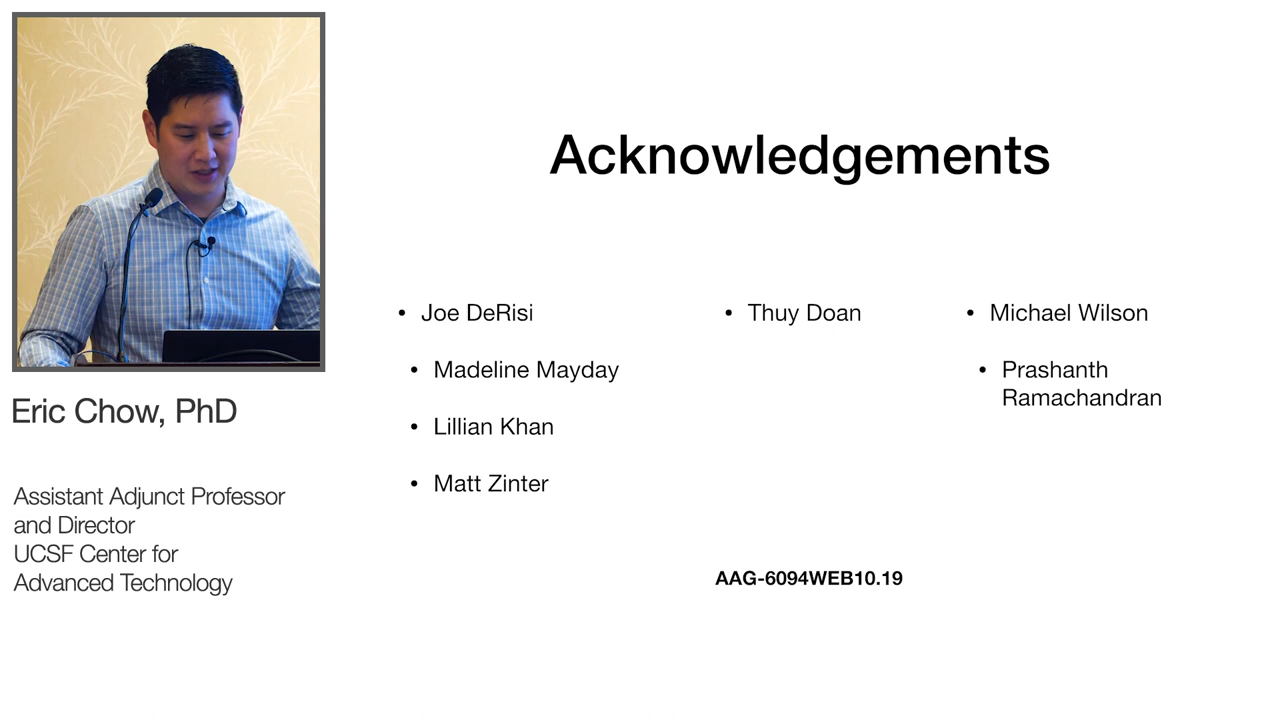 Acknowledgements
• Joe DeRisi
• Madeline Mayday
• Lillian Khan
• Matt Zinter
• Thuy Doan
• Michael Wilson
• Prashanth
Ramachandran
AAG-6094WEB10.19
Eric Chow, PhD
Assistant Adjunct Professor
and Director
UCSF Center for
Advanced Technology